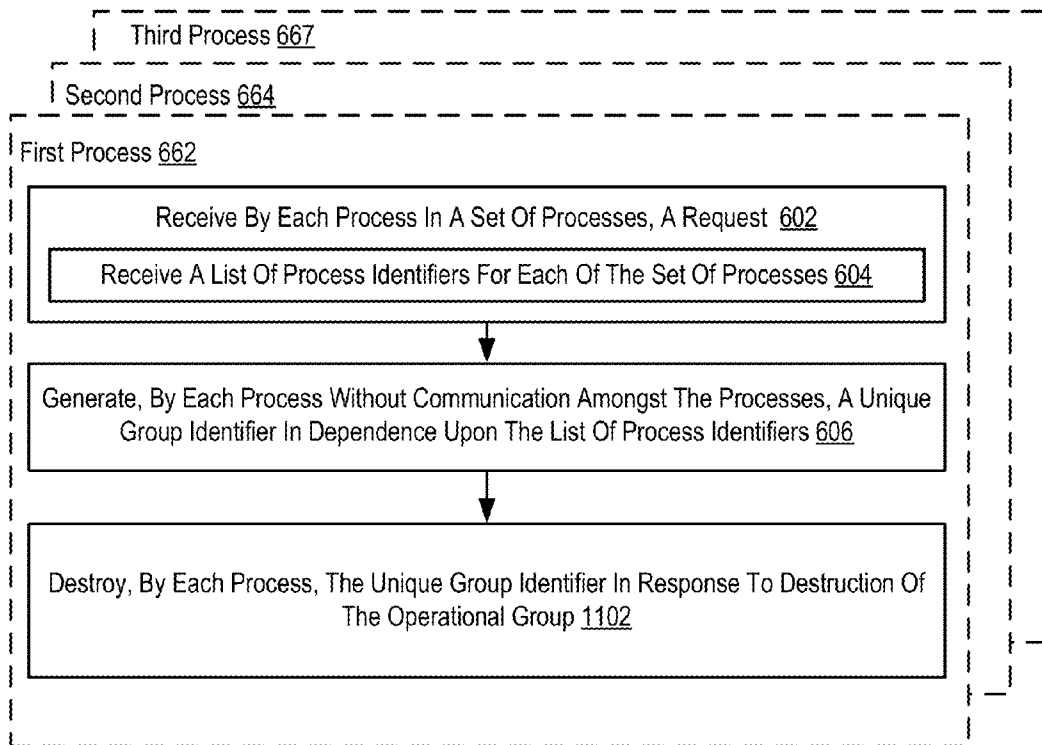 Third Process 667
Second Process 664
First Process 662
Receive By Each Process In A Set Of Processes, A Request 602
Receive A List Of Process Identifiers For Each Of The Set Of Processes 604
Generate, By Each Process Without Communication Amongst The Processes, A Unique
Group Identifier In Dependence Upon The List Of Process Identifiers 606
Destroy, By Each Process, The Unique Group Identifier In Response To Destruction Of
The Operational Group 1102